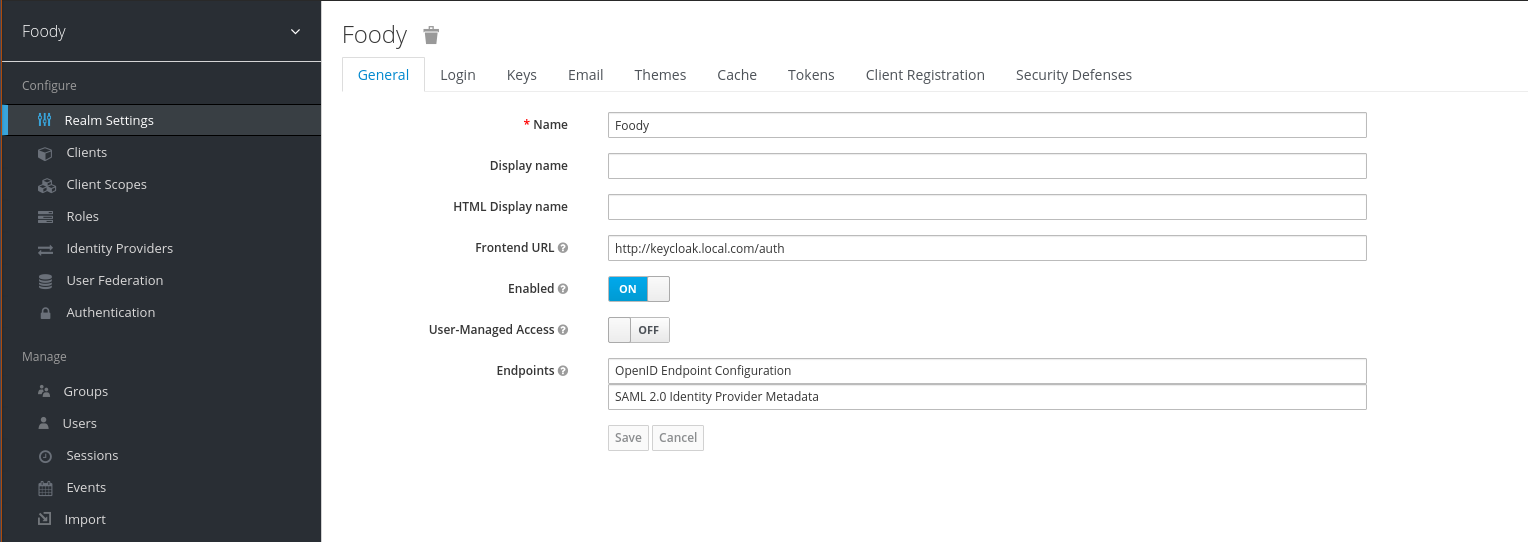 Foody
Configure
Realm Settings
Clients
Client Scopes
Roles
Identity Providers
User Federation
Authentication
Manage
Groups
Users
Sessions
Events
Import
Foody
General Login Keys Email Themes Cache Tokens Client Registration Security Defenses
* Name Foody
Display name
HTML Display name
Frontend URL ? http://keycloak.local.com/auth
Enabled ? ON
User-Managed Access ? OFF
Endpoints ? OpenID Endpoint Configuration
SAML 2.0 Identity Provider Metadata
Save Cancel